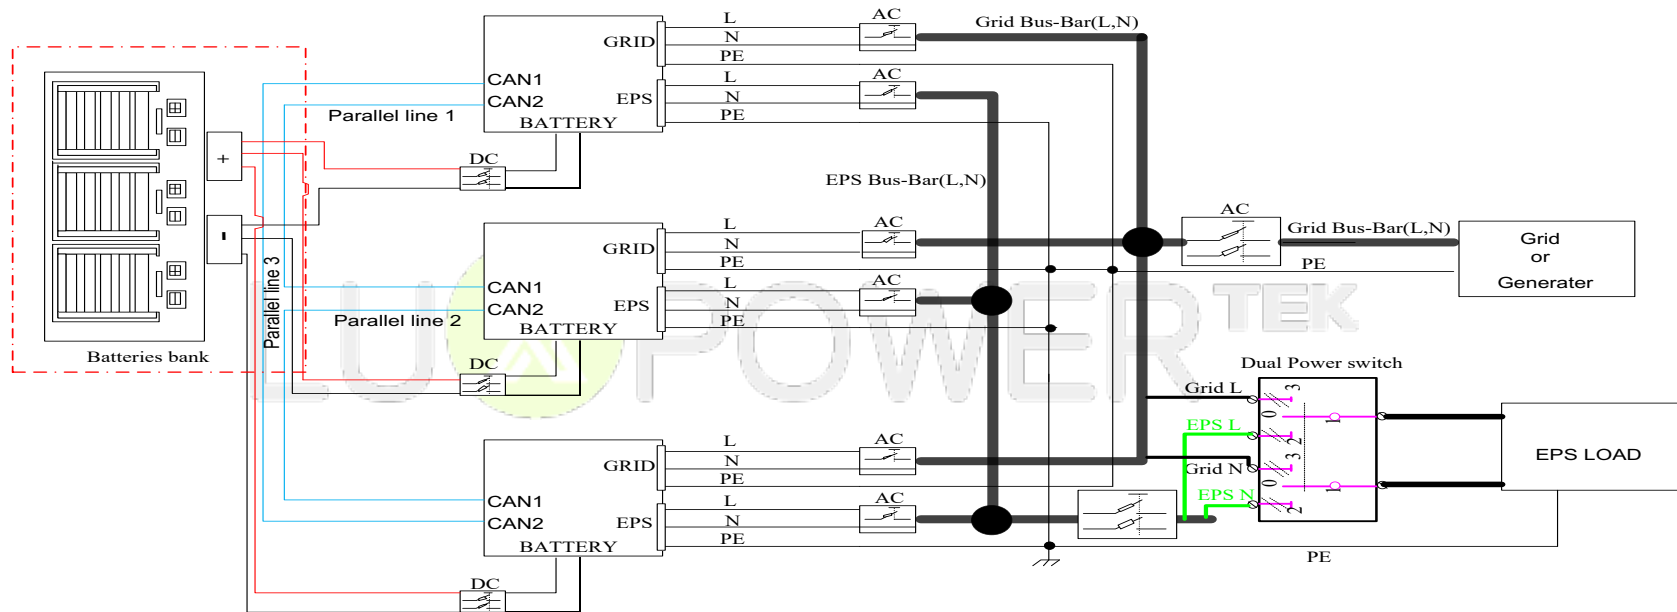 L
N
PE
GRID
AC
Grid Bus-Bar(L,N)
CAN1
CAN2
Parallel line 1
L
N
PE
EPS
AC
BATTERY
DC
+
-
EPS Bus-Bar(L,N)
Batteries bank
Parallel line 3
L
N
PE
GRID
AC
AC
Grid Bus-Bar(L,N)
PE
Grid
or
Generater
CAN1
CAN2
Parallel line 2
L
N
PE
EPS
AC
BATTERY
DC
LUXPOWER TEK
Dual Power switch
Grid L
EPS L
Grid N
EPS N
3
0
2
1
3
0
2
1
EPS LOAD
PE
L
N
PE
GRID
AC
CAN1
CAN2
L
N
PE
EPS
AC
BATTERY
DC